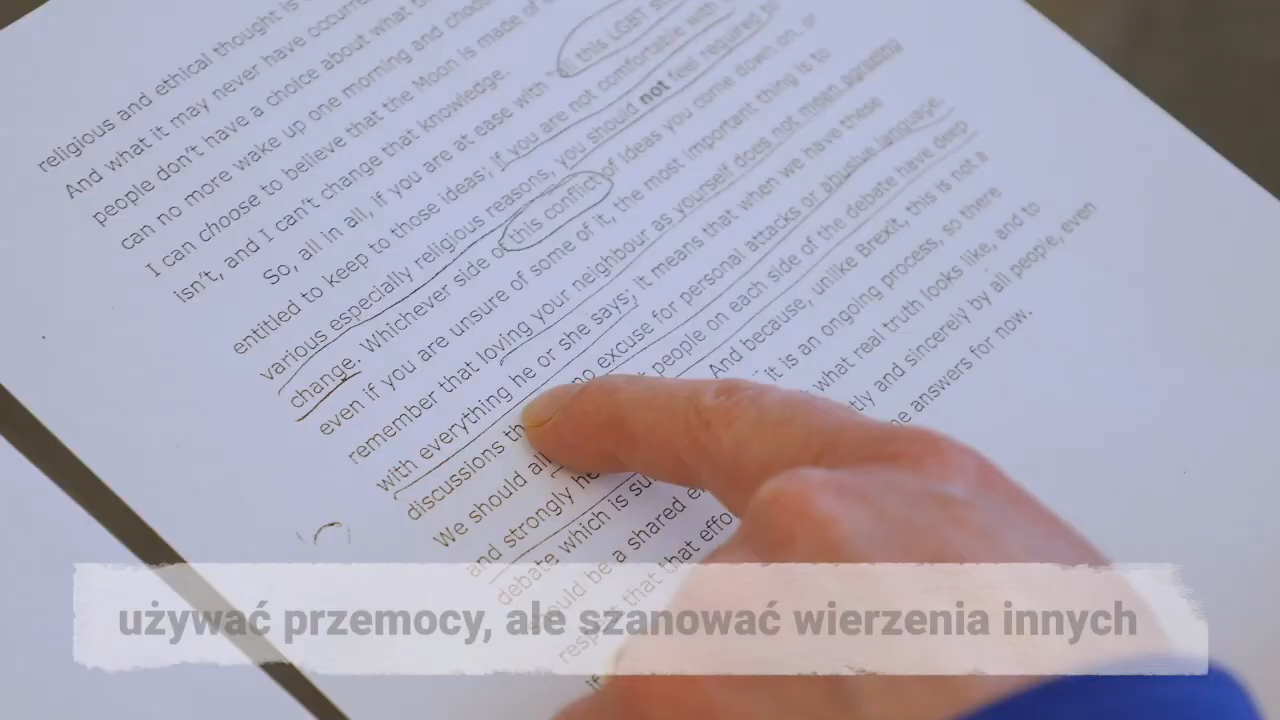 religious and ethical thought is
And what it may never have occurre
people don't have a choice about what
can no more wake up one morning and choose
I can choose to believe that the Moon is made of
isn't, and I can't change that knowledge.
So, all in all, if you are at ease with all this LGBT
entitled to keep to those ideas; if you are not comfortable with
various especially religious reasons, you should not feel required to
change. Whichever side of this conflict of ideas you come down on, or
even if you are unsure of some of it, the most important thing is to
remember that loving your neighbour as yourself does not mean agreeing
with everything he or she says; it means that when we have these
discussions th no excuse for personal attacks or abusive language.
We should all people on each side of the debate have deep
and strongly he And because, unlike Brexit, this is not a
debate which is su it is an ongoing process, so there
should be a shared e what real truth looks like, and to
respect that that effo tly and sincerely by all people, even
if he answers for now.
używać przemocy, ale szanować wierzenia innych